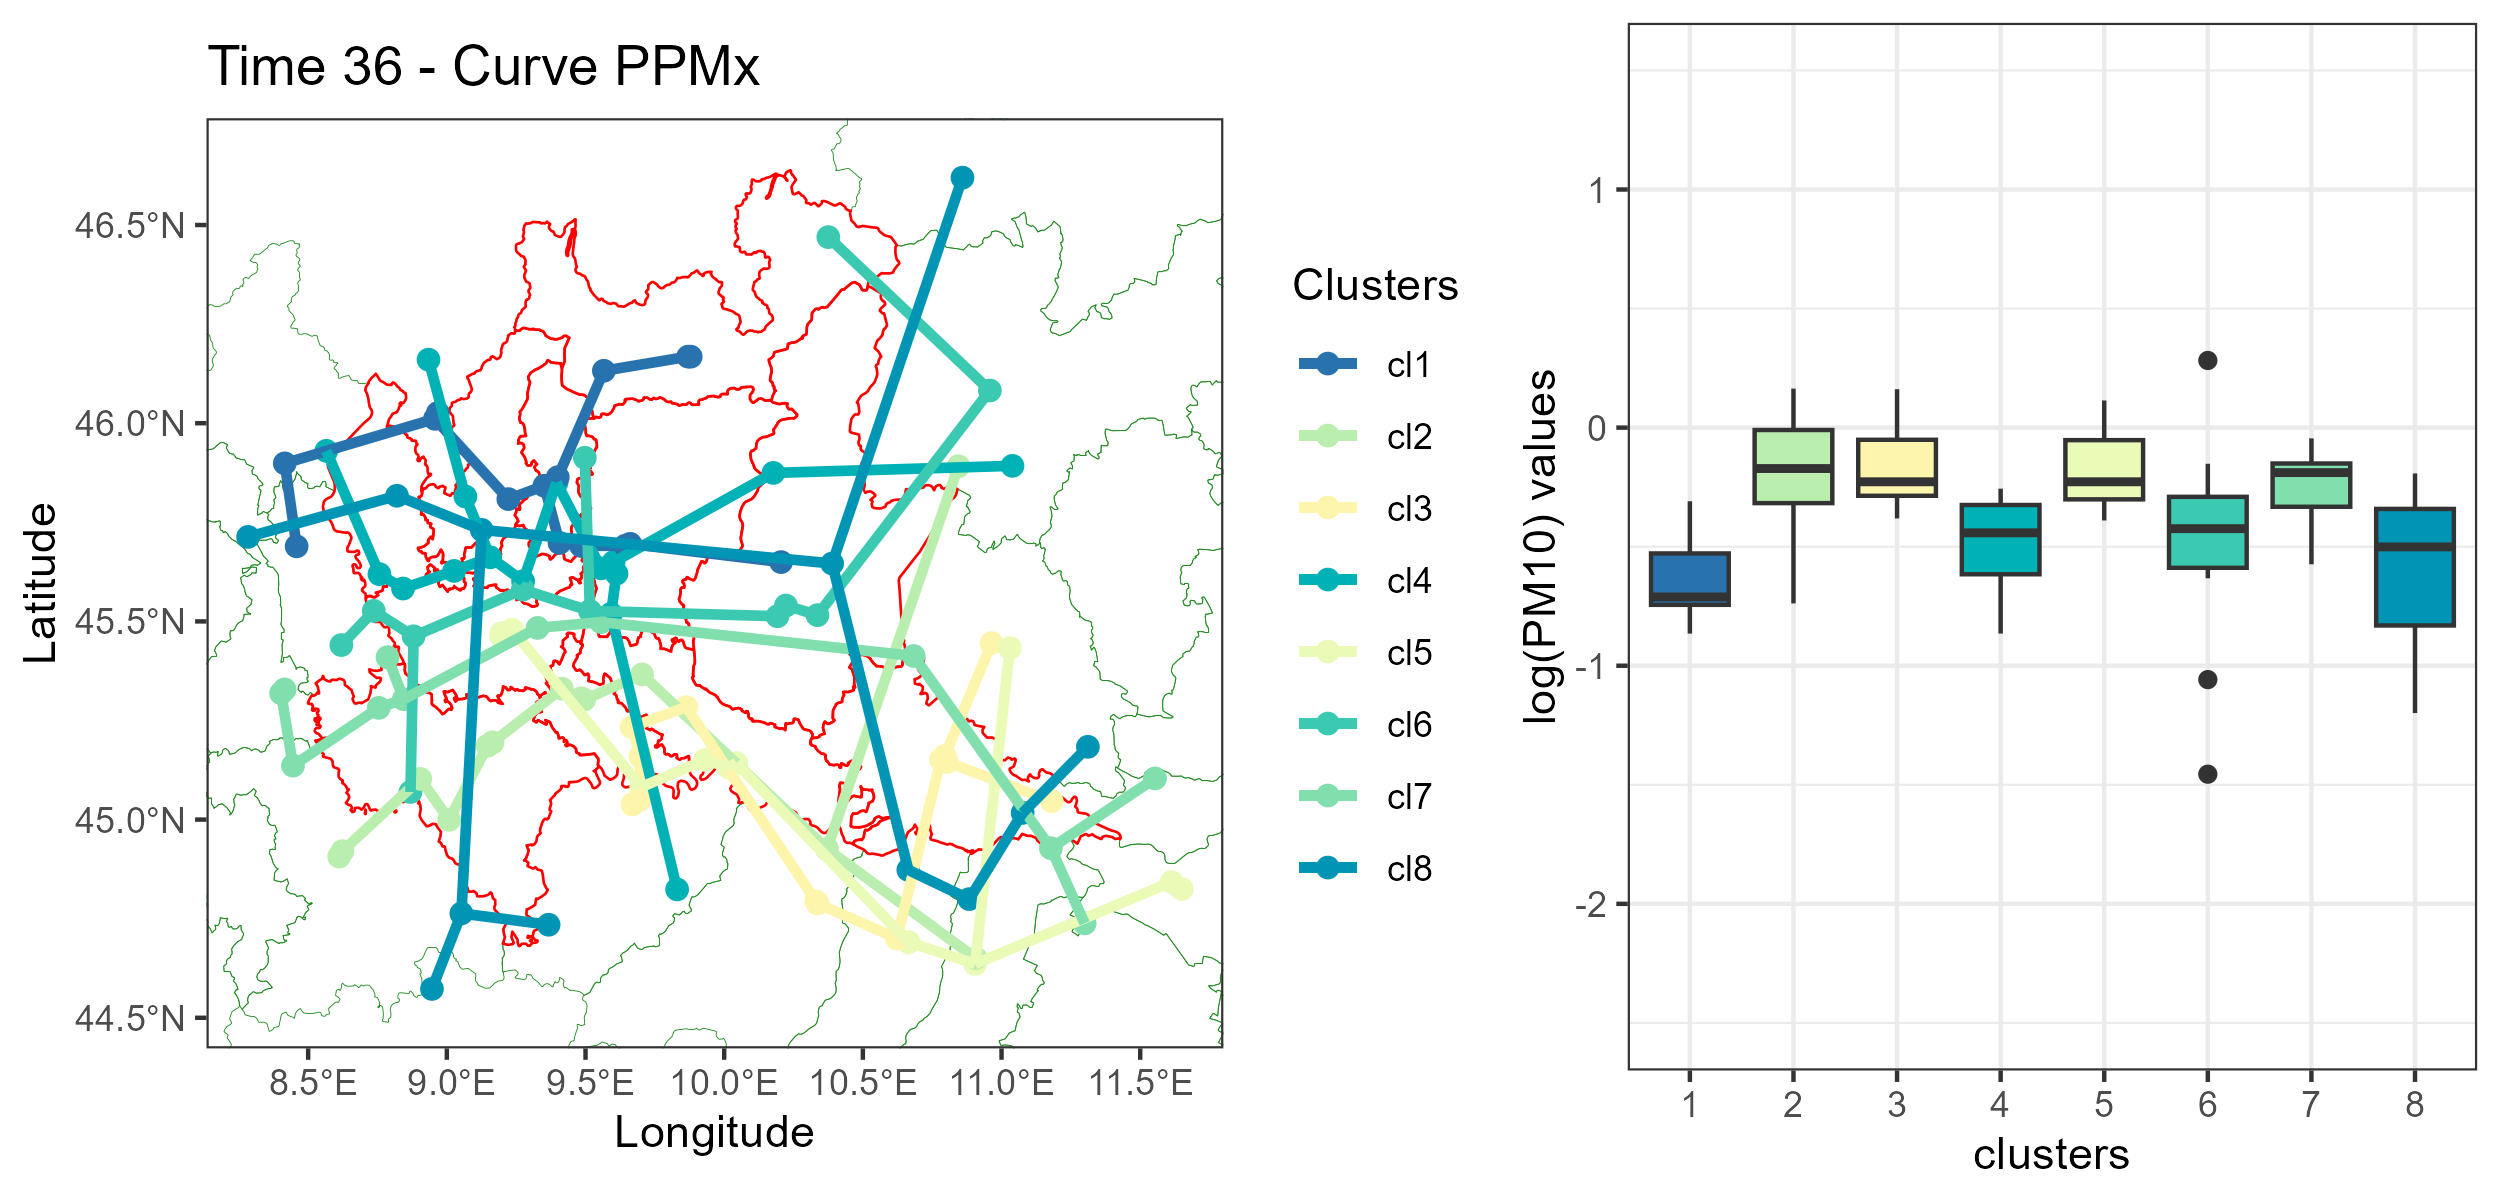 Time 36 - Curve PPMx
46.5°N
46.0°N
45.5°N
45.0°N
44.5°N
Latitude
8.5°E 9.0°E 9.5°E 10.0°E 10.5°E 11.0°E 11.5°E
Longitude
Clusters
cl1
cl2
cl3
cl4
cl5
cl6
cl7
cl8
log(PM10) values
1
0
-1
-2
1 2 3 4 5 6 7 8
clusters